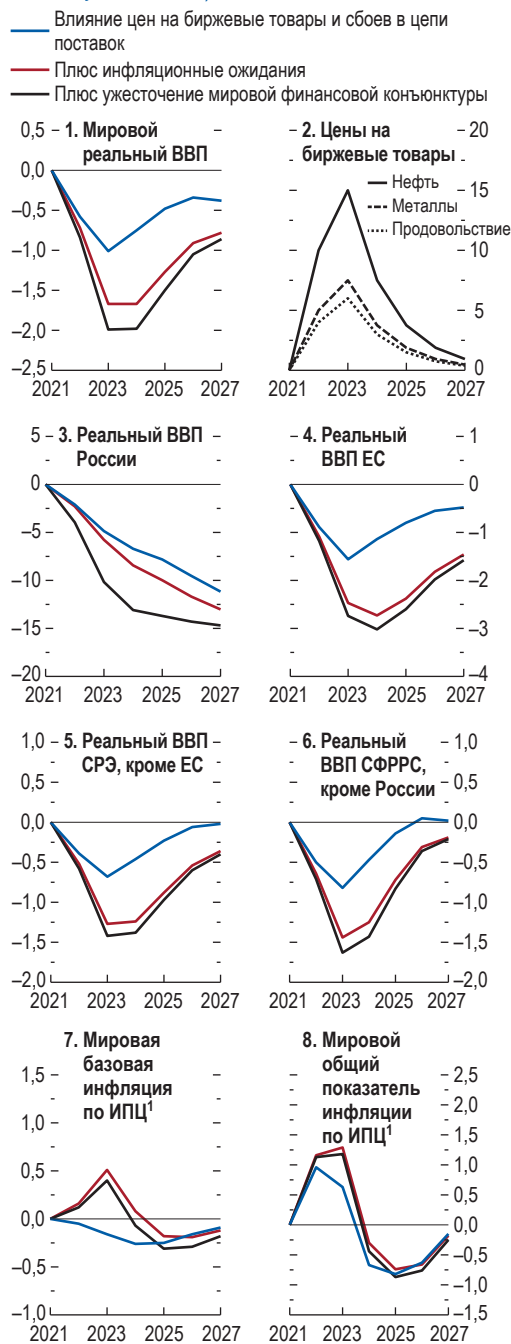 Влияние цен на биржевые товары и сбоев в цепи
поставок
Плюс инфляционные ожидания
Плюс ужесточение мировой финансовой конъюнктуры
1. Мировой
реальный ВВП
0,5
0,0
–0,5
–1,0
–1,5
–2,0
–2,5
2021 2023 2025 2027
2. Цены на
биржевые товары
Нефть
Металлы
Продовольствие
20
15
10
5
0
2021 2023 2025 2027
3. Реальный ВВП
России
5
0
–5
–10
–15
–20
2021 2023 2025 2027
4. Реальный
ВВП ЕС
1
0
–1
–2
–3
–4
2021 2023 2025 2027
5. Реальный ВВП
СРЭ, кроме ЕС
1,0
0,5
0,0
–0,5
–1,0
–1,5
–2,0
2021 2023 2025 2027
6. Реальный
ВВП СФРРС,
кроме России
1,0
0,5
0,0
–0,5
–1,0
–1,5
–2,0
2021 2023 2025 2027
7. Мировая
базовая
инфляция
по ИПЦ¹
1,5
1,0
0,5
0,0
–0,5
–1,0
2021 2023 2025 2027
8. Мировой
общий
показатель
инфляции
по ИПЦ¹
2,5
2,0
1,5
1,0
0,5
0,0
–0,5
–1,0
–1,5
2021 2023 2025 2027